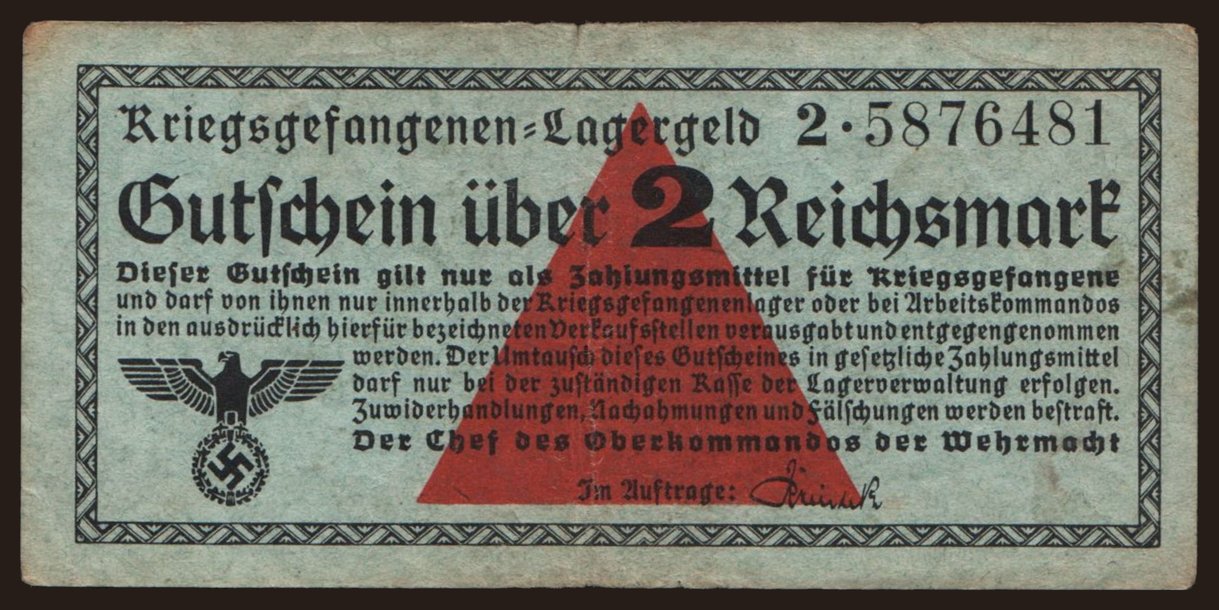 Kriegsgefangenen-Lagergeld 2·5876481
Gutschein über 2 Reichsmark
Dieser Gutschein gilt nur als Zahlungsmittel für Kriegsgefangene
und darf von ihnen nur innerhalb der Kriegsgefangenenlager oder bei Arbeitskommandos
in den ausdrücklich hierfür bezeichneten Verkaufsstellen verausgabt und entgegengenommen
werden. Der Umtausch dieses Gutscheines in gesetzliche Zahlungsmittel
darf nur bei der zuständigen Kasse der Lagerverwaltung erfolgen.
Zuwiderhandlungen, Nachahmungen und Fälschungen werden bestraft.
Der Chef des Oberkommandos der Wehrmacht
Im Auftrage: